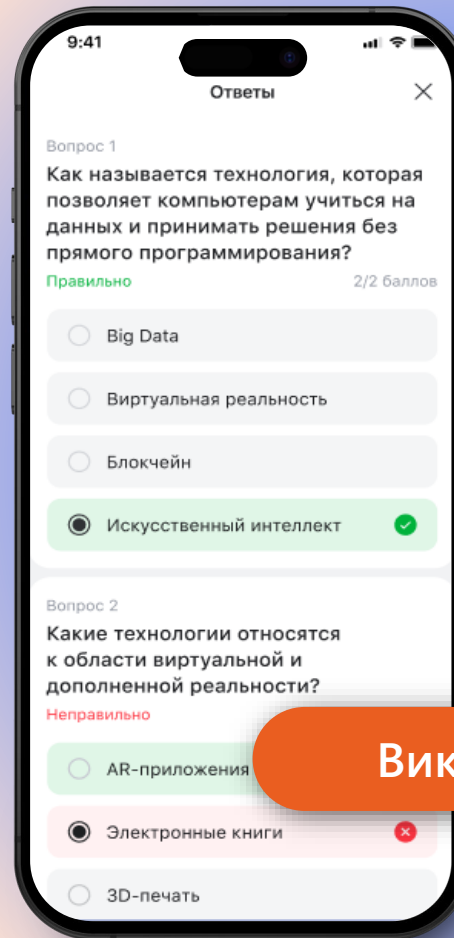 9:41
Ответы
Вопрос 1
Как называется технология, которая
позволяет компьютерам учиться на
данных и принимать решения без
прямого программирования?
Правильно 2/2 баллов
Big Data
Виртуальная реальность
Блокчейн
Искусственный интеллект
Вопрос 2
Какие технологии относятся
к области виртуальной и
дополненной реальности?
Неправильно
AR-приложения
Вик
Электронные книги
3D-печать